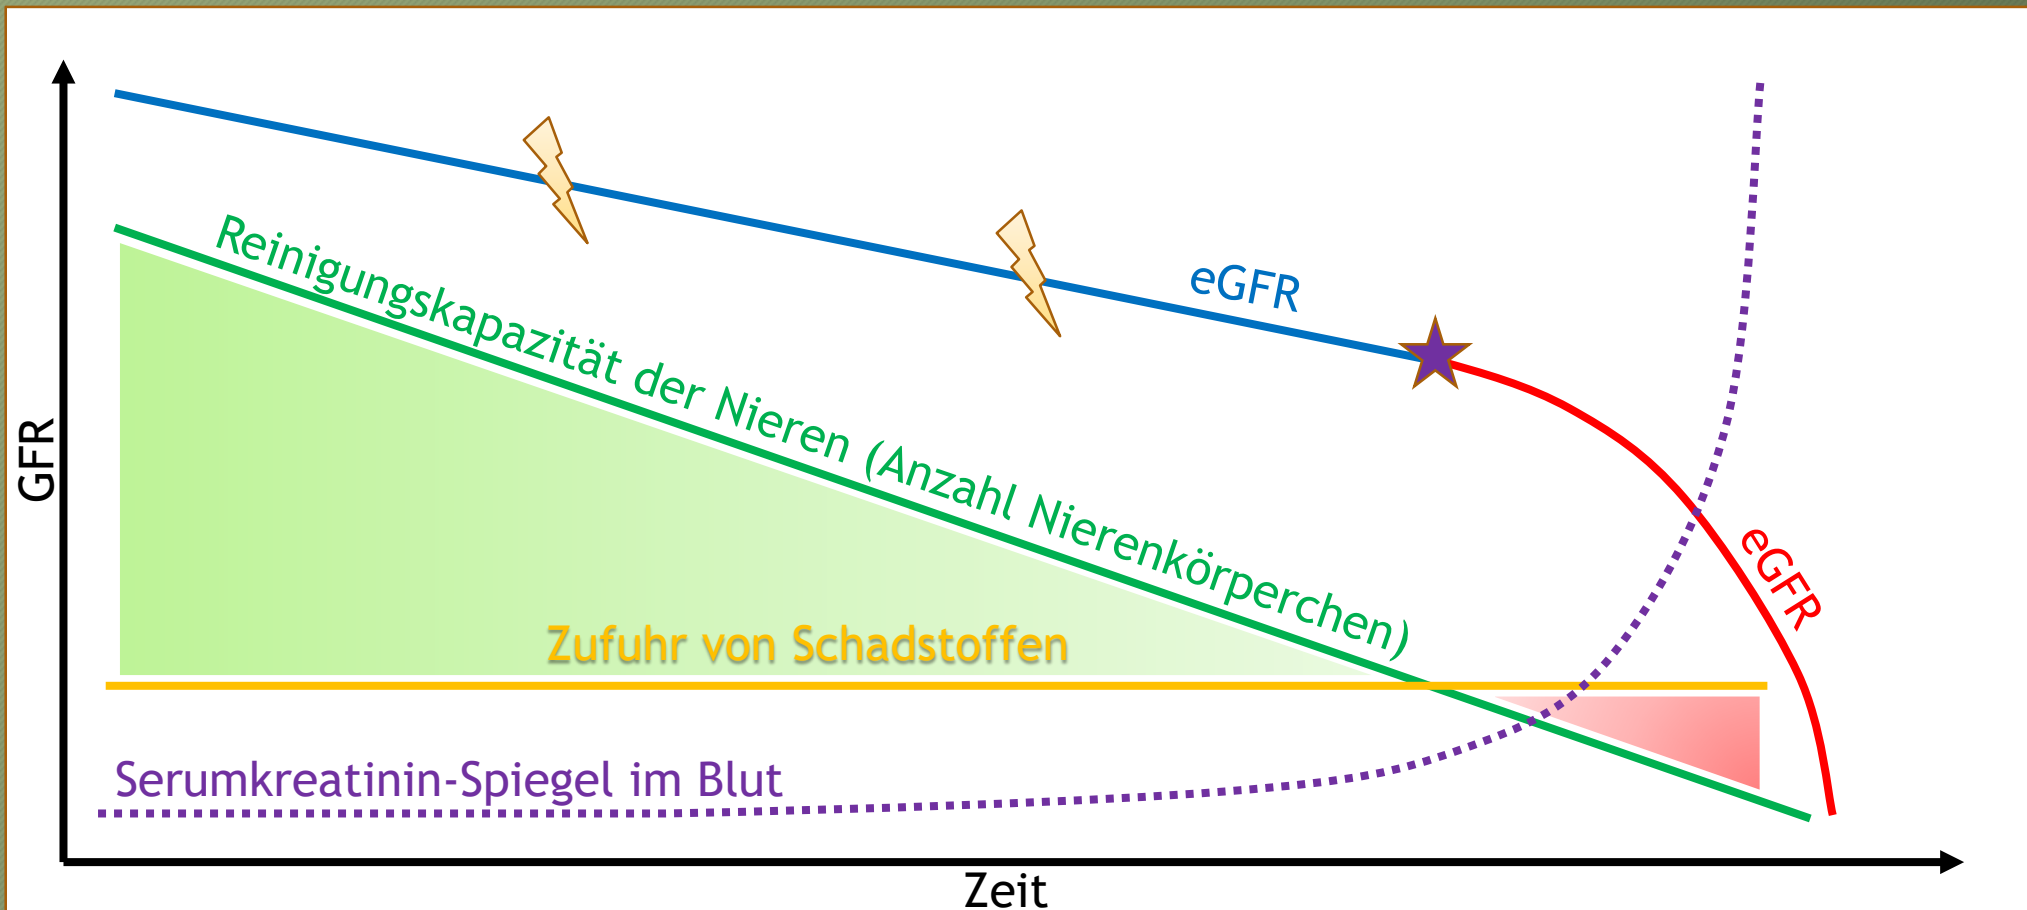 eGFR
Reinigungskapazität der Nieren (Anzahl Nierenkörperchen)
GFR
eGFR
Zufuhr von Schadstoffen
Serumkreatinin-Spiegel im Blut
Zeit